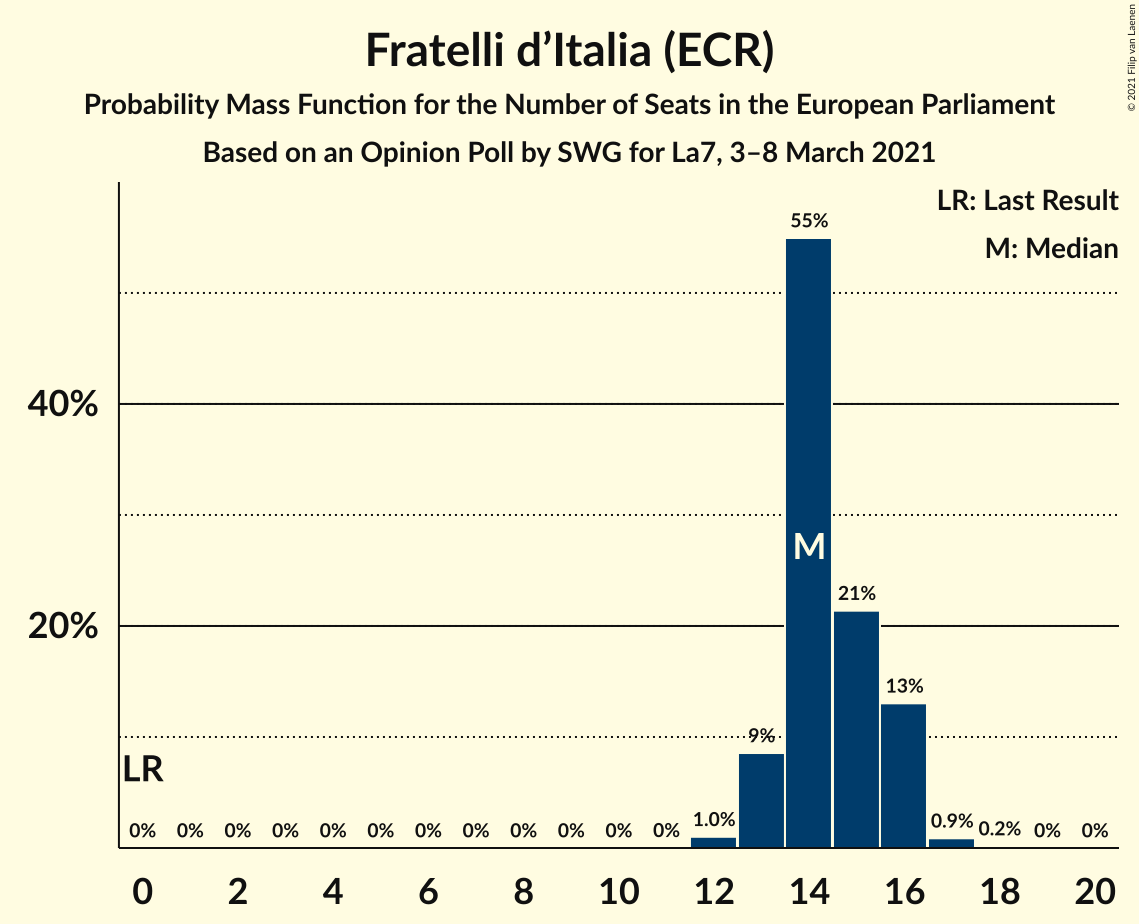 Fratelli d’Italia (ECR)
Probability Mass Function for the Number of Seats in the European Parliament
Based on an Opinion Poll by SWG for La7, 3–8 March 2021
© 2021 Filip van Laenen
LR: Last Result
M: Median
55%
40%
M
21%
20%
13%
9%
LR
0% 0% 0% 0% 0% 0% 0% 0% 0% 0% 0% 0% 1.0% 0.9% 0.2% 0% 0%
0 2 4 6 8 10 12 14 16 18 20